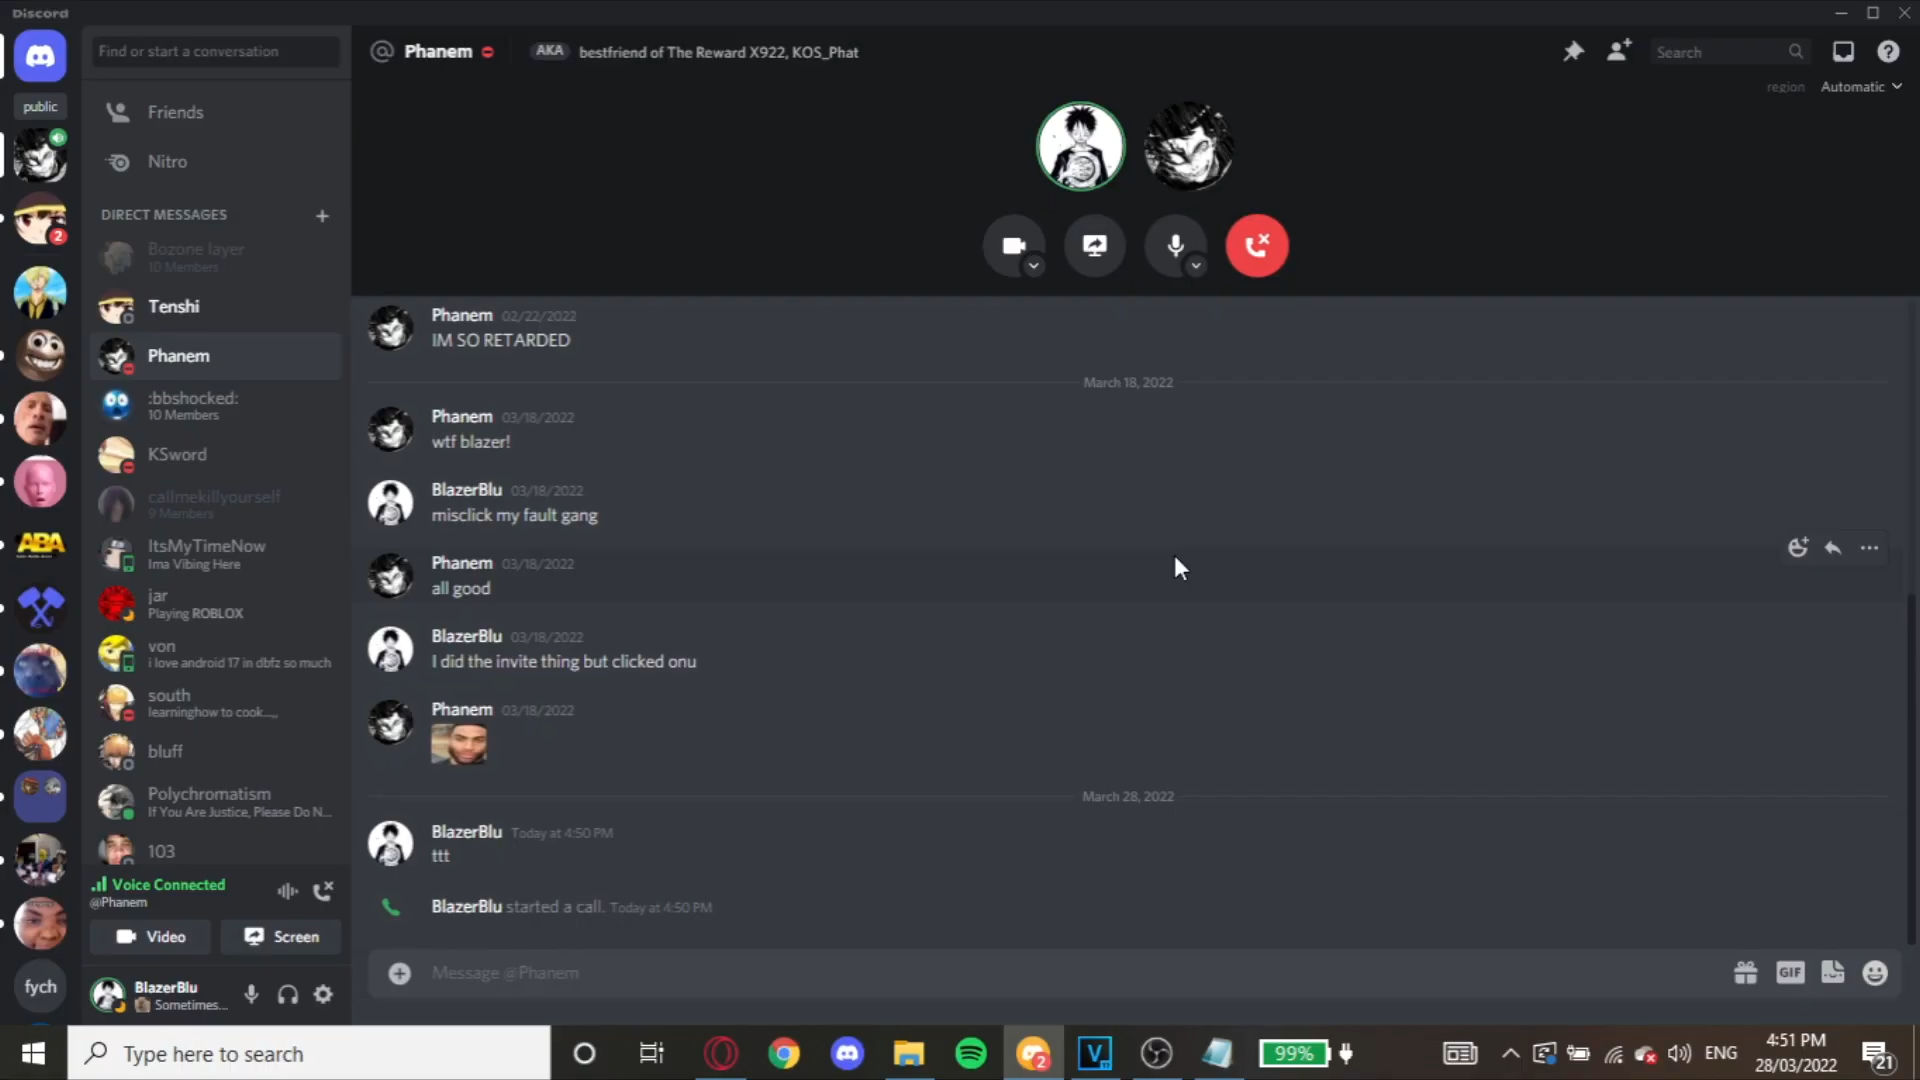 Discord
Find or start a conversation
Phanem
AKA bestfriend of The Reward X922, KOS_Phat
Search
region Automatic
public
Friends
Nitro
DIRECT MESSAGES
Bozone layer
10 Members
Tenshi
2
Phanem
:bbshocked:
10 Members
KSword
callmekillyourself
9 Members
ItsMyTimeNow
Ima Vibing Here
ABA
jar
Playing ROBLOX
von
i love android 17 in dbfz so much
south
learninghow to cook...,,
bluff
Polychromatism
If You Are Justice, Please Do N...
103
Voice Connected
@Phanem
Video
Screen
fych
BlazerBlu
Sometimes...
Phanem 02/22/2022
IM SO RETARDED
March 18, 2022
Phanem 03/18/2022
wtf blazer!
BlazerBlu 03/18/2022
misclick my fault gang
Phanem 03/18/2022
all good
BlazerBlu 03/18/2022
I did the invite thing but clicked onu
Phanem 03/18/2022
March 28, 2022
BlazerBlu Today at 4:50 PM
ttt
BlazerBlu started a call. Today at 4:50 PM
Message @Phanem
GIF
Type here to search
2
V
99%
ENG
4:51 PM
28/03/2022
21